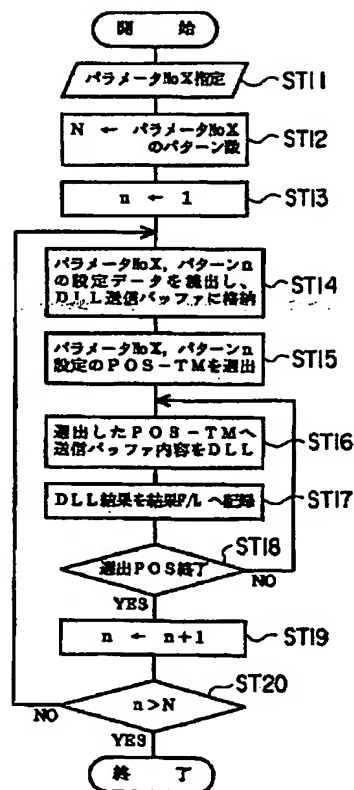 開 始
パラメータNoX指定
ST11
N ← パラメータNoX
のパターン数
ST12
n ← 1
ST13
パラメータNoX, パターンn
の設定データを読出し、
DLL送信バッファに格納
ST14
パラメータNoX, パターンn
設定のPOS-TMを選出
ST15
選出したPOS-TMへ
送信バッファ内容をDLL
ST16
DLL結果を結果F/Lへ記録
ST17
選出POS終了
ST18
NO
YES
n ← n+1
ST19
n>N
ST20
NO
YES
終 了